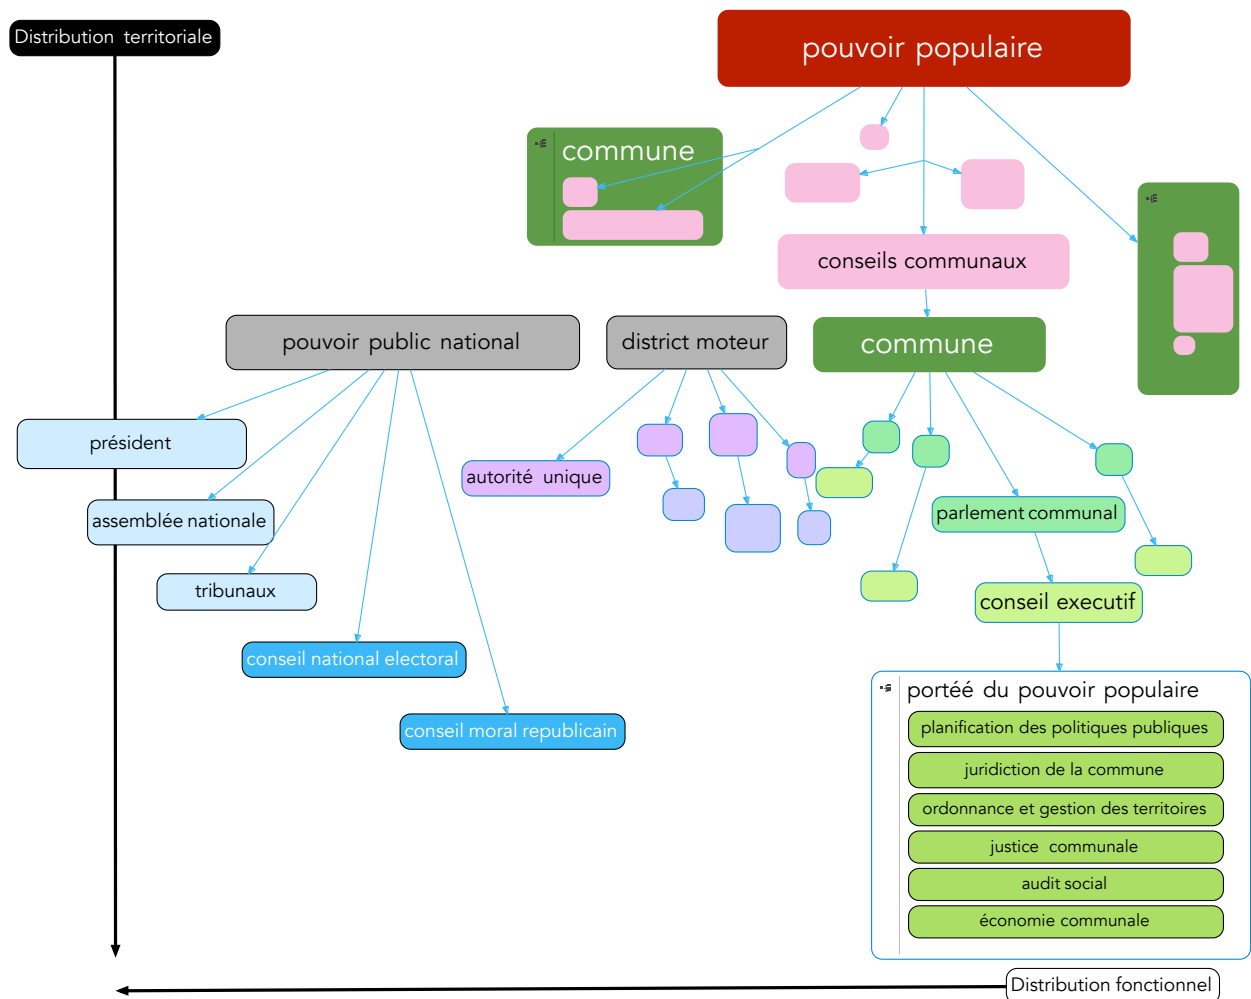 Distribution territoriale
pouvoir populaire
commune
conseils communaux
pouvoir public national
district moteur
commune
président
autorité unique
assemblée nationale
parlement communal
tribunaux
conseil executif
conseil national electoral
portéé du pouvoir populaire
conseil moral republicain
planification des politiques publiques
juridiction de la commune
ordonnance et gestion des territoires
justice communale
audit social
économie communale
Distribution fonctionnel